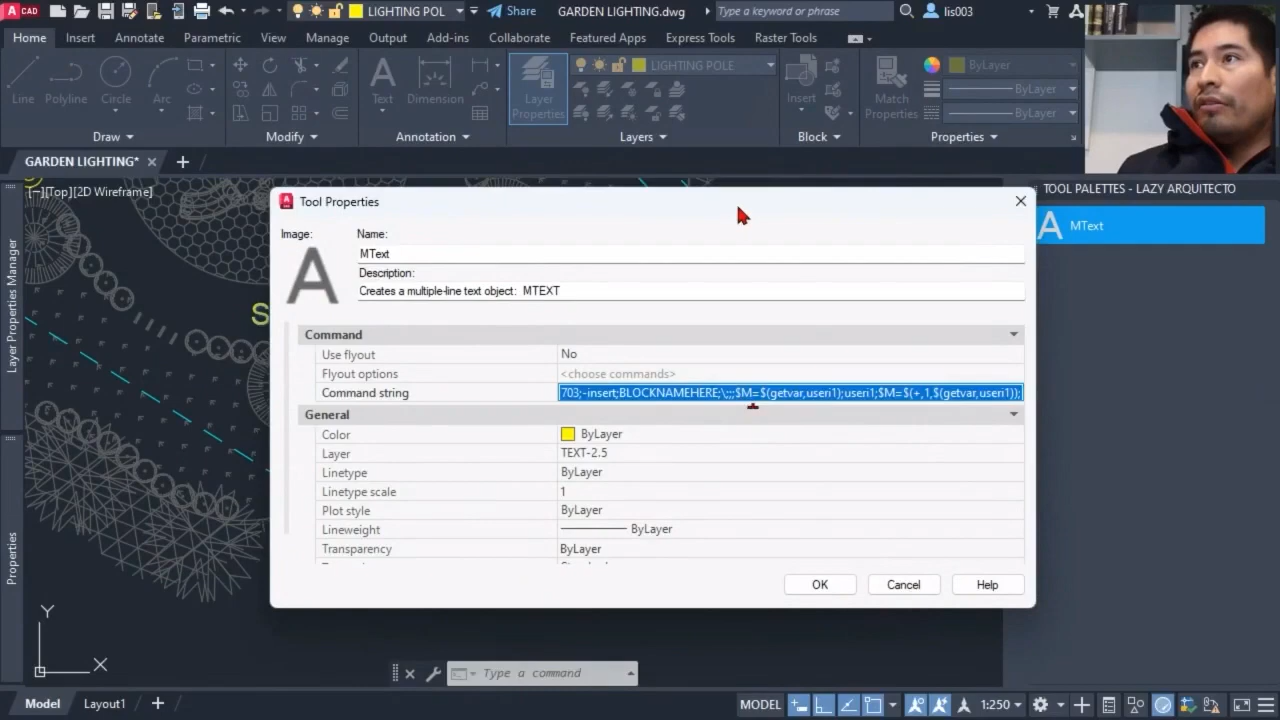 CAD LIGHTING POL Share GARDEN LIGHTING.dwg Type a keyword or phrase lis003
Home Insert Annotate Parametric View Manage Output Add-ins Collaborate Featured Apps Express Tools Raster Tools
LIGHTING POLE ByLayer
Line Polyline Circle Arc Text Dimension Layer Properties Insert Match Properties ByLayer
ByLayer
Draw Modify Annotation Layers Block Properties
GARDEN LIGHTING*
[−][Top][2D Wireframe]
TOOL PALETTES - LAZY ARQUITECTO
MText
Layer Properties Manager
Properties
S
Tool Properties
Image: Name:
MText
Description:
Creates a multiple-line text object: MTEXT
Command
Use flyout No
Flyout options <choose commands>
Command string 703;-insert;BLOCKNAMEHERE;\;;;$M=$(getvar,useri1);useri1;$M=$(+,1,$(getvar,useri1));
General
Color ByLayer
Layer TEXT-2.5
Linetype ByLayer
Linetype scale 1
Plot style ByLayer
Lineweight ByLayer
Transparency ByLayer
OK Cancel Help
Y
X
Type a command
Model Layout1 MODEL 1:250